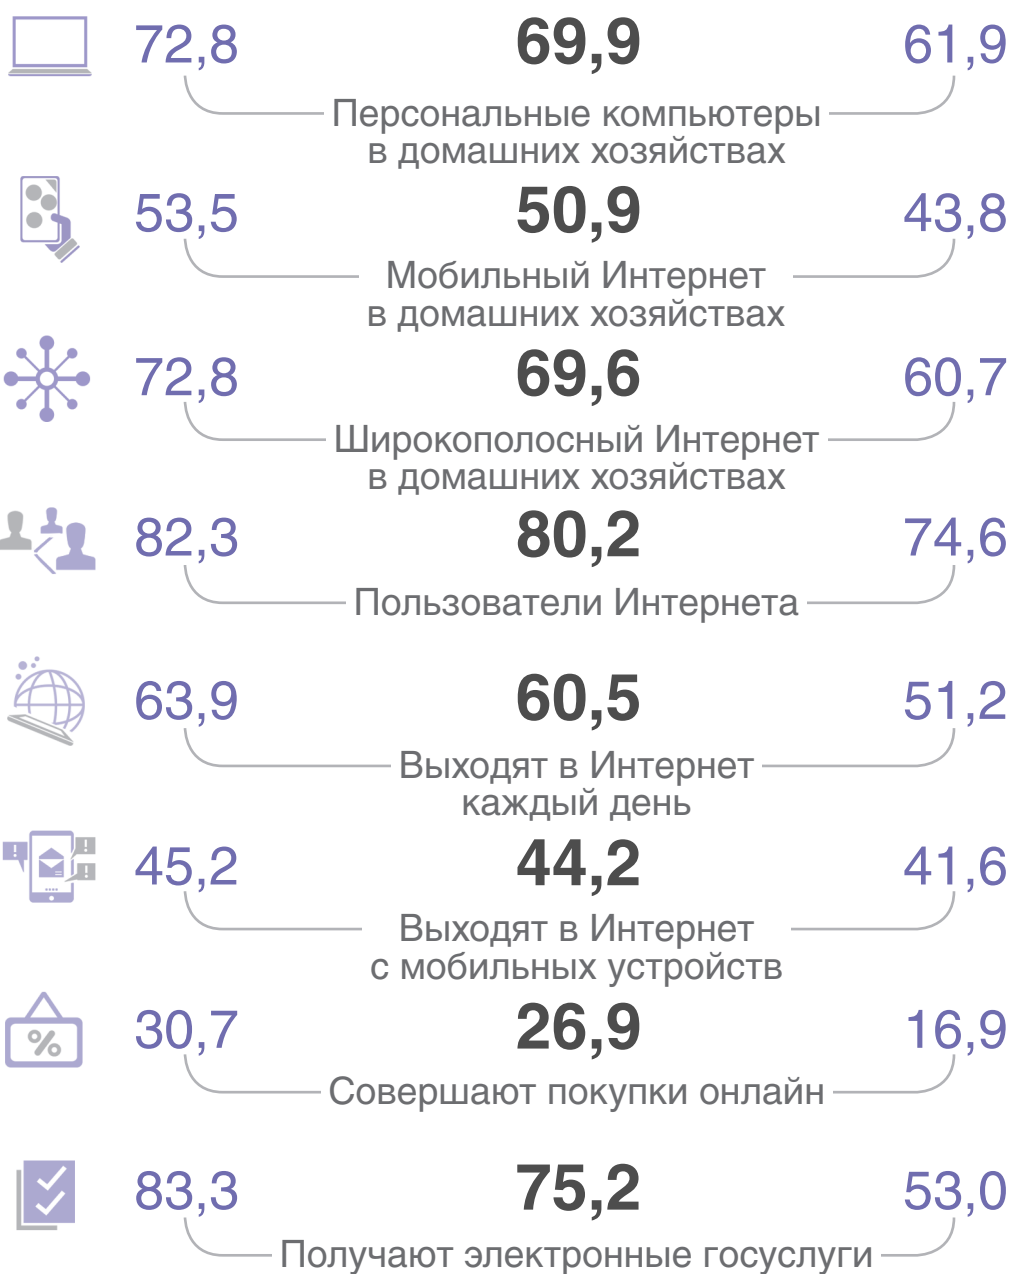 72,8 69,9 61,9
Персональные компьютеры
в домашних хозяйствах
53,5 50,9 43,8
Мобильный Интернет
в домашних хозяйствах
72,8 69,6 60,7
Широкополосный Интернет
в домашних хозяйствах
82,3 80,2 74,6
Пользователи Интернета
63,9 60,5 51,2
Выходят в Интернет
каждый день
45,2 44,2 41,6
Выходят в Интернет
с мобильных устройств
30,7 26,9 16,9
Совершают покупки онлайн
83,3 75,2 53,0
Получают электронные госуслуги